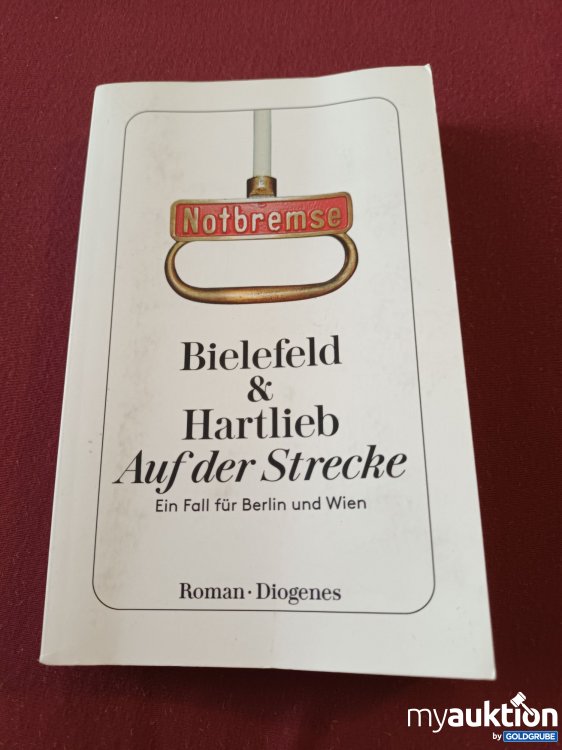 Notbremse
Bielefeld
&
Hartlieb
Auf der Strecke
Ein Fall für Berlin und Wien
Roman · Diogenes
myauktion
by GOLDGRUBE